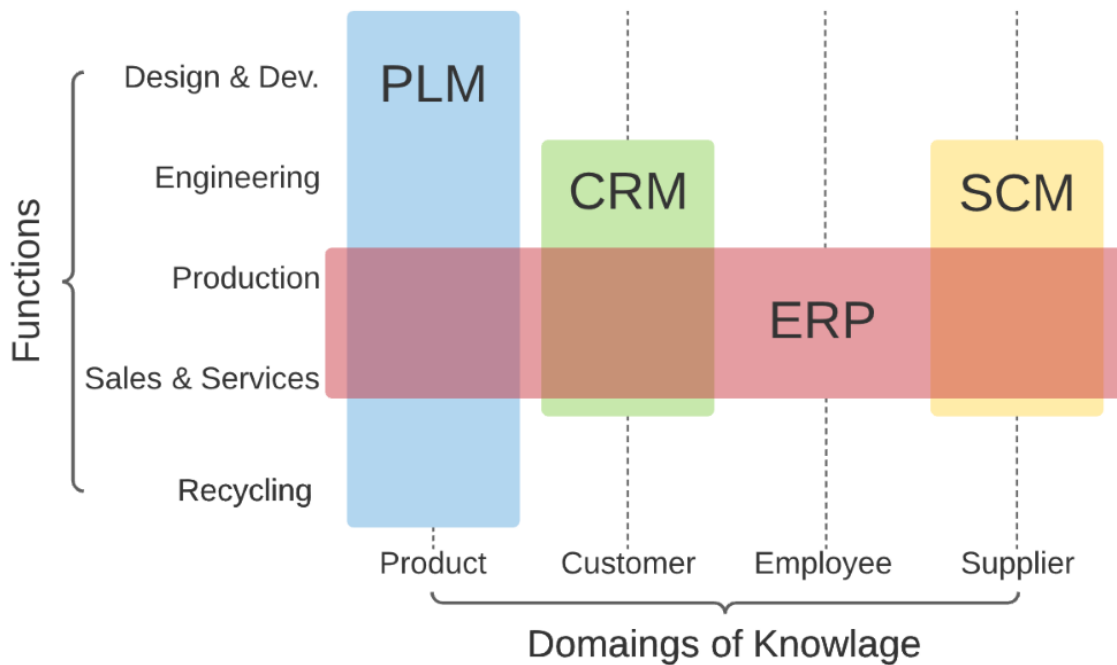 Design & Dev.
PLM
Engineering
CRM
SCM
Functions
Production
ERP
Sales & Services
Recycling
Product
Customer
Employee
Supplier
Domaings of Knowlage